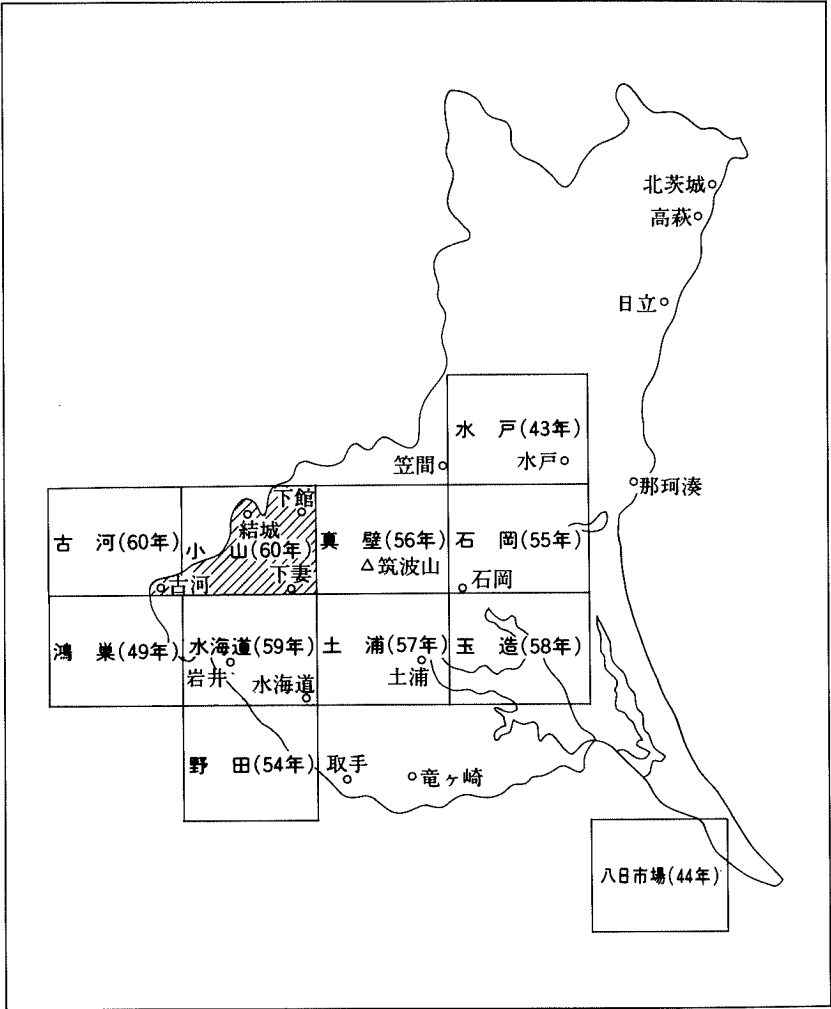 北茨城
高萩
日立
水 戸(43年)
笠間
水戸
那珂湊
下館
結城
古 河(60年)
小 山(60年)
真 壁(56年)
石 岡(55年)
筑波山
古河
下妻
石岡
鴻 巣(49年)
水海道(59年)
土 浦(57年)
玉 造(58年)
岩井
水海道
土浦
野 田(54年)
取手
竜ヶ崎
八日市場(44年)